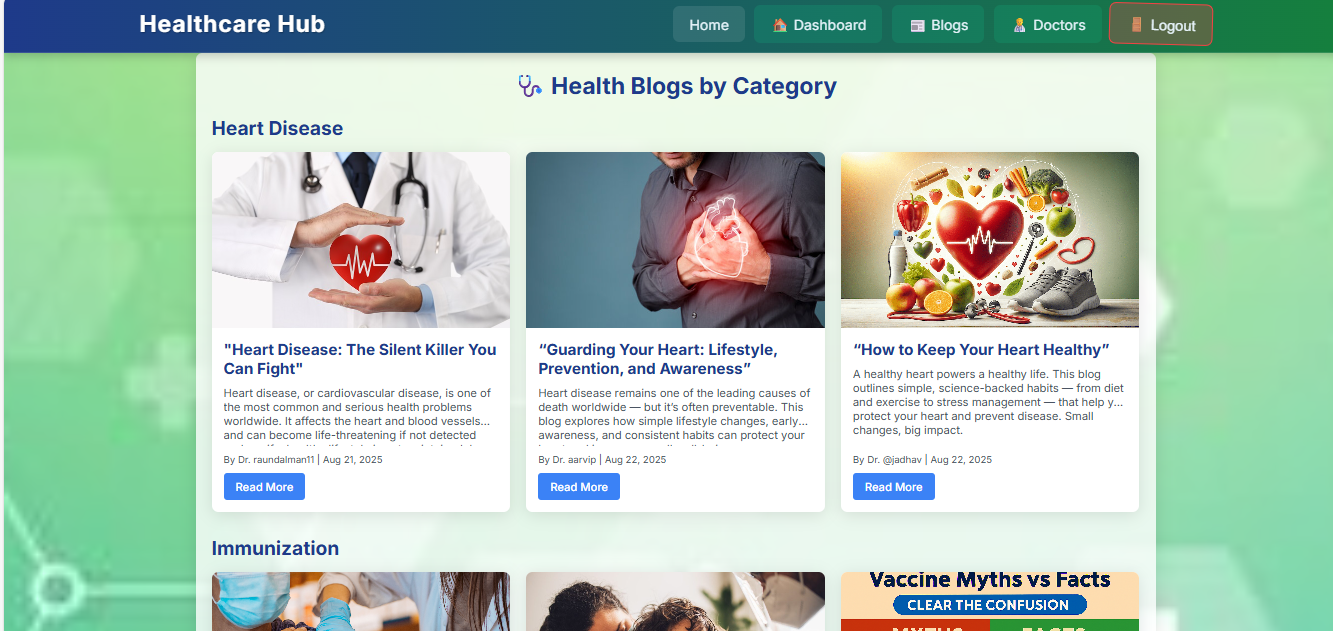 Healthcare Hub
Home
Dashboard
Blogs
Doctors
Logout
Health Blogs by Category
Heart Disease
"Heart Disease: The Silent Killer You
Can Fight"
Heart disease, or cardiovascular disease, is one of
the most common and serious health problems
worldwide. It affects the heart and blood vessels...
and can become life-threatening if not detected
By Dr. raundalman11 | Aug 21, 2025
Read More
“Guarding Your Heart: Lifestyle,
Prevention, and Awareness”
Heart disease remains one of the leading causes of
death worldwide — but it’s often preventable. This
blog explores how simple lifestyle changes, early...
awareness, and consistent habits can protect your
By Dr. aarvip | Aug 22, 2025
Read More
“How to Keep Your Heart Healthy”
A healthy heart powers a healthy life. This blog
outlines simple, science-backed habits — from diet
and exercise to stress management — that help y...
protect your heart and prevent disease. Small
changes, big impact.
By Dr. @jadhav | Aug 22, 2025
Read More
Immunization
Vaccine Myths vs Facts
CLEAR THE CONFUSION
MYTHS
FACTS